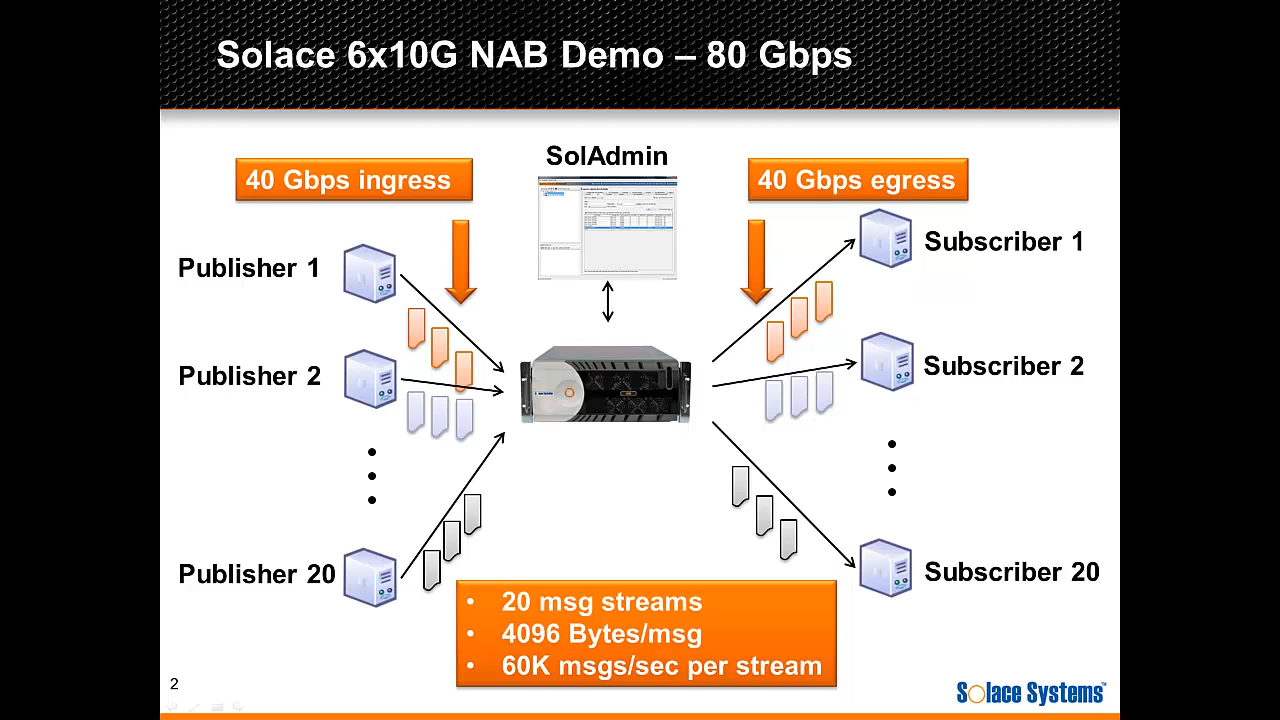 Solace 6x10G NAB Demo – 80 Gbps
SolAdmin
40 Gbps ingress
40 Gbps egress
Publisher 1
Subscriber 1
Publisher 2
Subscriber 2
Publisher 20
Subscriber 20
• 20 msg streams
• 4096 Bytes/msg
• 60K msgs/sec per stream
2
Solace Systems™